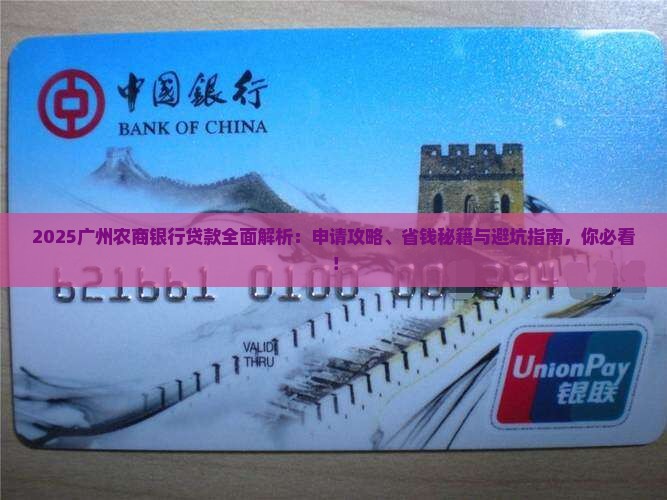 中國銀行
BANK OF CHINA
2025广州农商银行贷款全面解析：申请攻略、省钱秘籍与避坑指南，你必看
！
621661 0100
VALID
THRU
UnionPay
银联